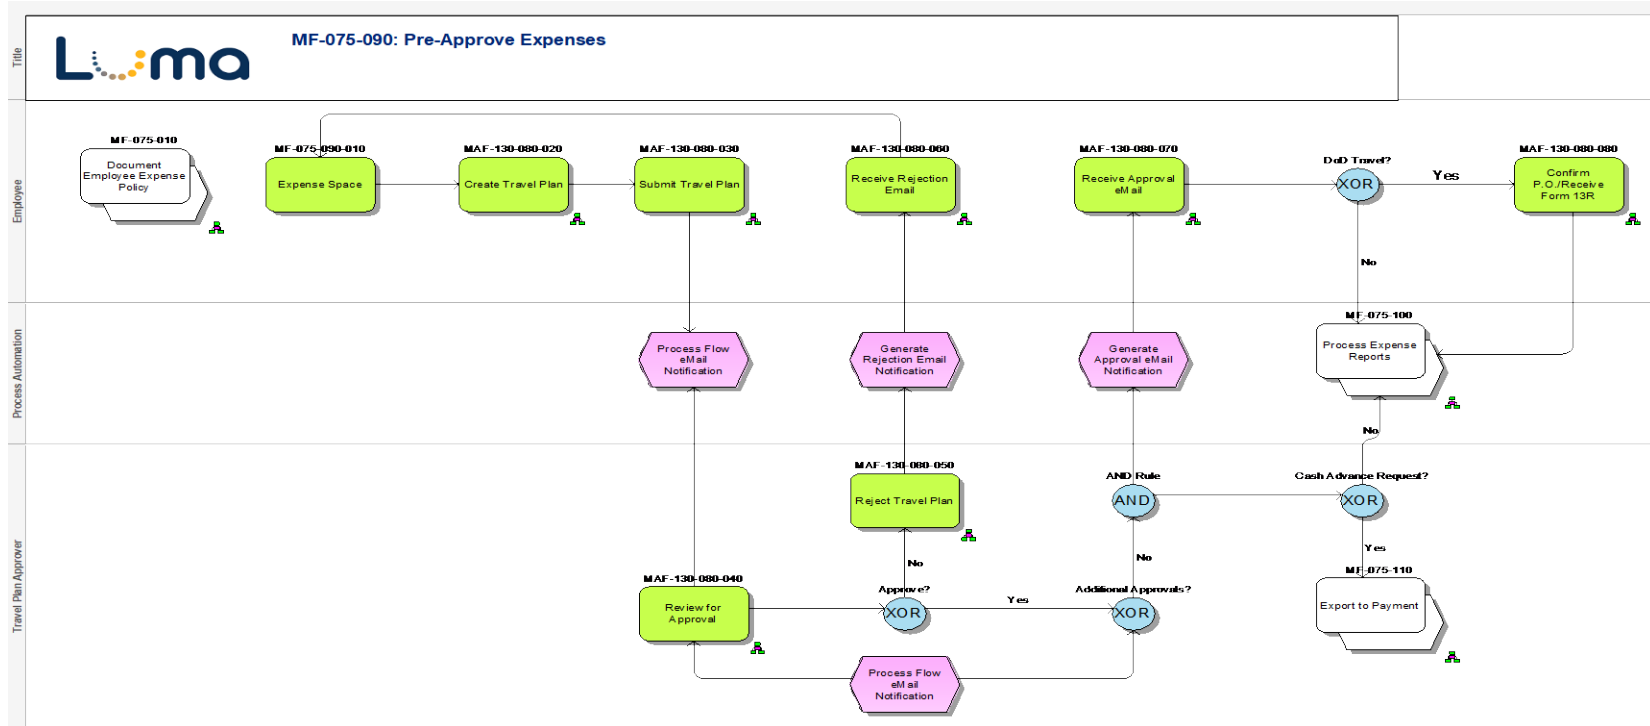 Title
Luma
MF-075-090: Pre-Approve Expenses
Employee
MF-075-010
Document
Employee Expense
Policy
MF-075-090-010
Expense Space
MAF-130-080-020
Create Travel Plan
MAF-130-080-030
Submit Travel Plan
MAF-130-080-060
Receive Rejection
Email
MAF-130-080-070
Receive Approval
eMail
DoD Travel?
XOR
Yes
No
MAF-130-080-080
Confirm
P.O./Receive
Form 13R
Process Automation
Process Flow
eMail
Notification
Generate
Rejection Email
Notification
Generate
Approval eMail
Notification
MF-075-100
Process Expense
Reports
No
Travel Plan Approver
MAF-130-080-050
Reject Travel Plan
AND Rule
AND
Cash Advance Request?
XOR
Yes
No
No
MAF-130-080-040
Review for
Approval
Approve?
XOR
Yes
Additional Approvals?
XOR
MF-075-110
Export to Payment
Process Flow
eMail
Notification